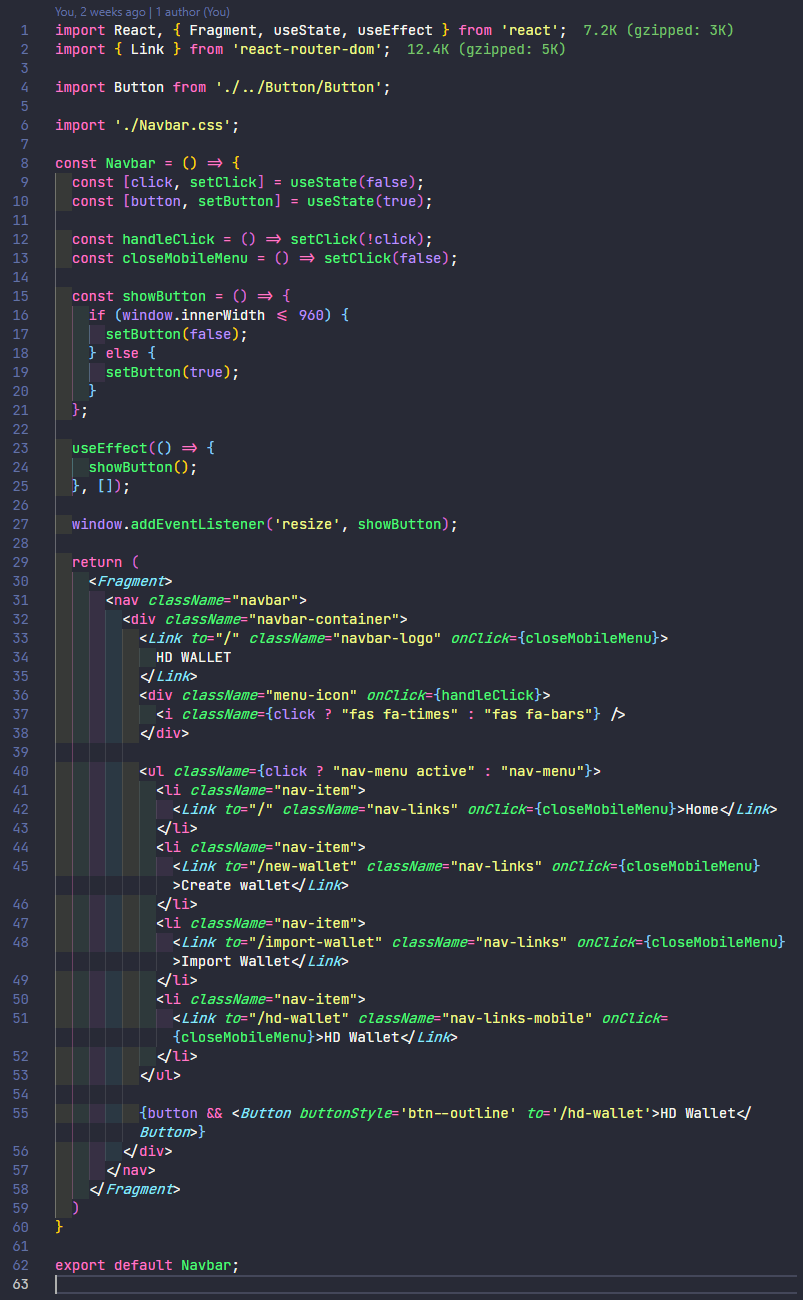 You, 2 weeks ago | 1 author (You)
1 import React, { Fragment, useState, useEffect } from 'react';  7.2K (gzipped: 3K)
2 import { Link } from 'react-router-dom';  12.4K (gzipped: 5K)
3
4 import Button from './../Button/Button';
5
6 import './Navbar.css';
7
8 const Navbar = () => {
9   const [click, setClick] = useState(false);
10   const [button, setButton] = useState(true);
11
12   const handleClick = () => setClick(!click);
13   const closeMobileMenu = () => setClick(false);
14
15   const showButton = () => {
16     if (window.innerWidth <= 960) {
17       setButton(false);
18     } else {
19       setButton(true);
20     }
21   };
22
23   useEffect(() => {
24     showButton();
25   }, []);
26
27   window.addEventListener('resize', showButton);
28
29   return (
30     <Fragment>
31       <nav className="navbar">
32         <div className="navbar-container">
33           <Link to="/" className="navbar-logo" onClick={closeMobileMenu}>
34             HD WALLET
35           </Link>
36           <div className="menu-icon" onClick={handleClick}>
37             <i className={click ? "fas fa-times" : "fas fa-bars"} />
38           </div>
39
40           <ul className={click ? "nav-menu active" : "nav-menu"}>
41             <li className="nav-item">
42               <Link to="/" className="nav-links" onClick={closeMobileMenu}>Home</Link>
43             </li>
44             <li className="nav-item">
45               <Link to="/new-wallet" className="nav-links" onClick={closeMobileMenu}
>Create wallet</Link>
46             </li>
47             <li className="nav-item">
48               <Link to="/import-wallet" className="nav-links" onClick={closeMobileMenu}
>Import Wallet</Link>
49             </li>
50             <li className="nav-item">
51               <Link to="/hd-wallet" className="nav-links-mobile" onClick=
{closeMobileMenu}>HD Wallet</Link>
52             </li>
53           </ul>
54
55           {button && <Button buttonStyle='btn--outline' to='/hd-wallet'>HD Wallet</
Button>}
56         </div>
57       </nav>
58     </Fragment>
59   )
60 }
61
62 export default Navbar;
63